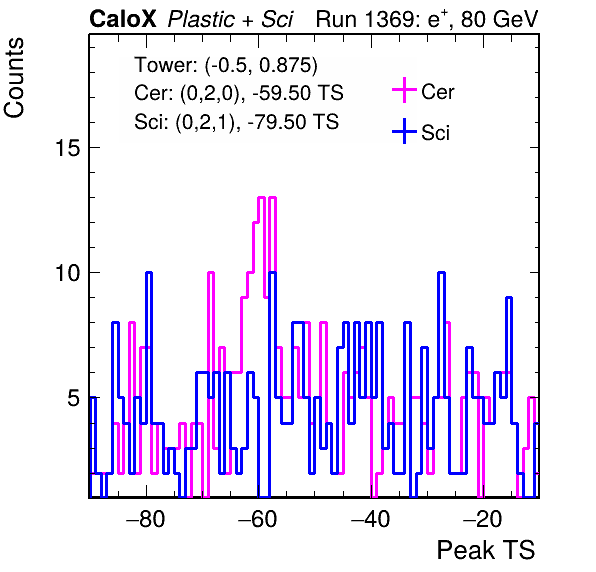 CaloX Plastic + Sci Run 1369: e+, 80 GeV
Counts
Tower: (-0.5, 0.875)
Cer: (0,2,0), -59.50 TS
Sci: (0,2,1), -79.50 TS
Cer
Sci
15
10
5
−80 −60 −40 −20
Peak TS